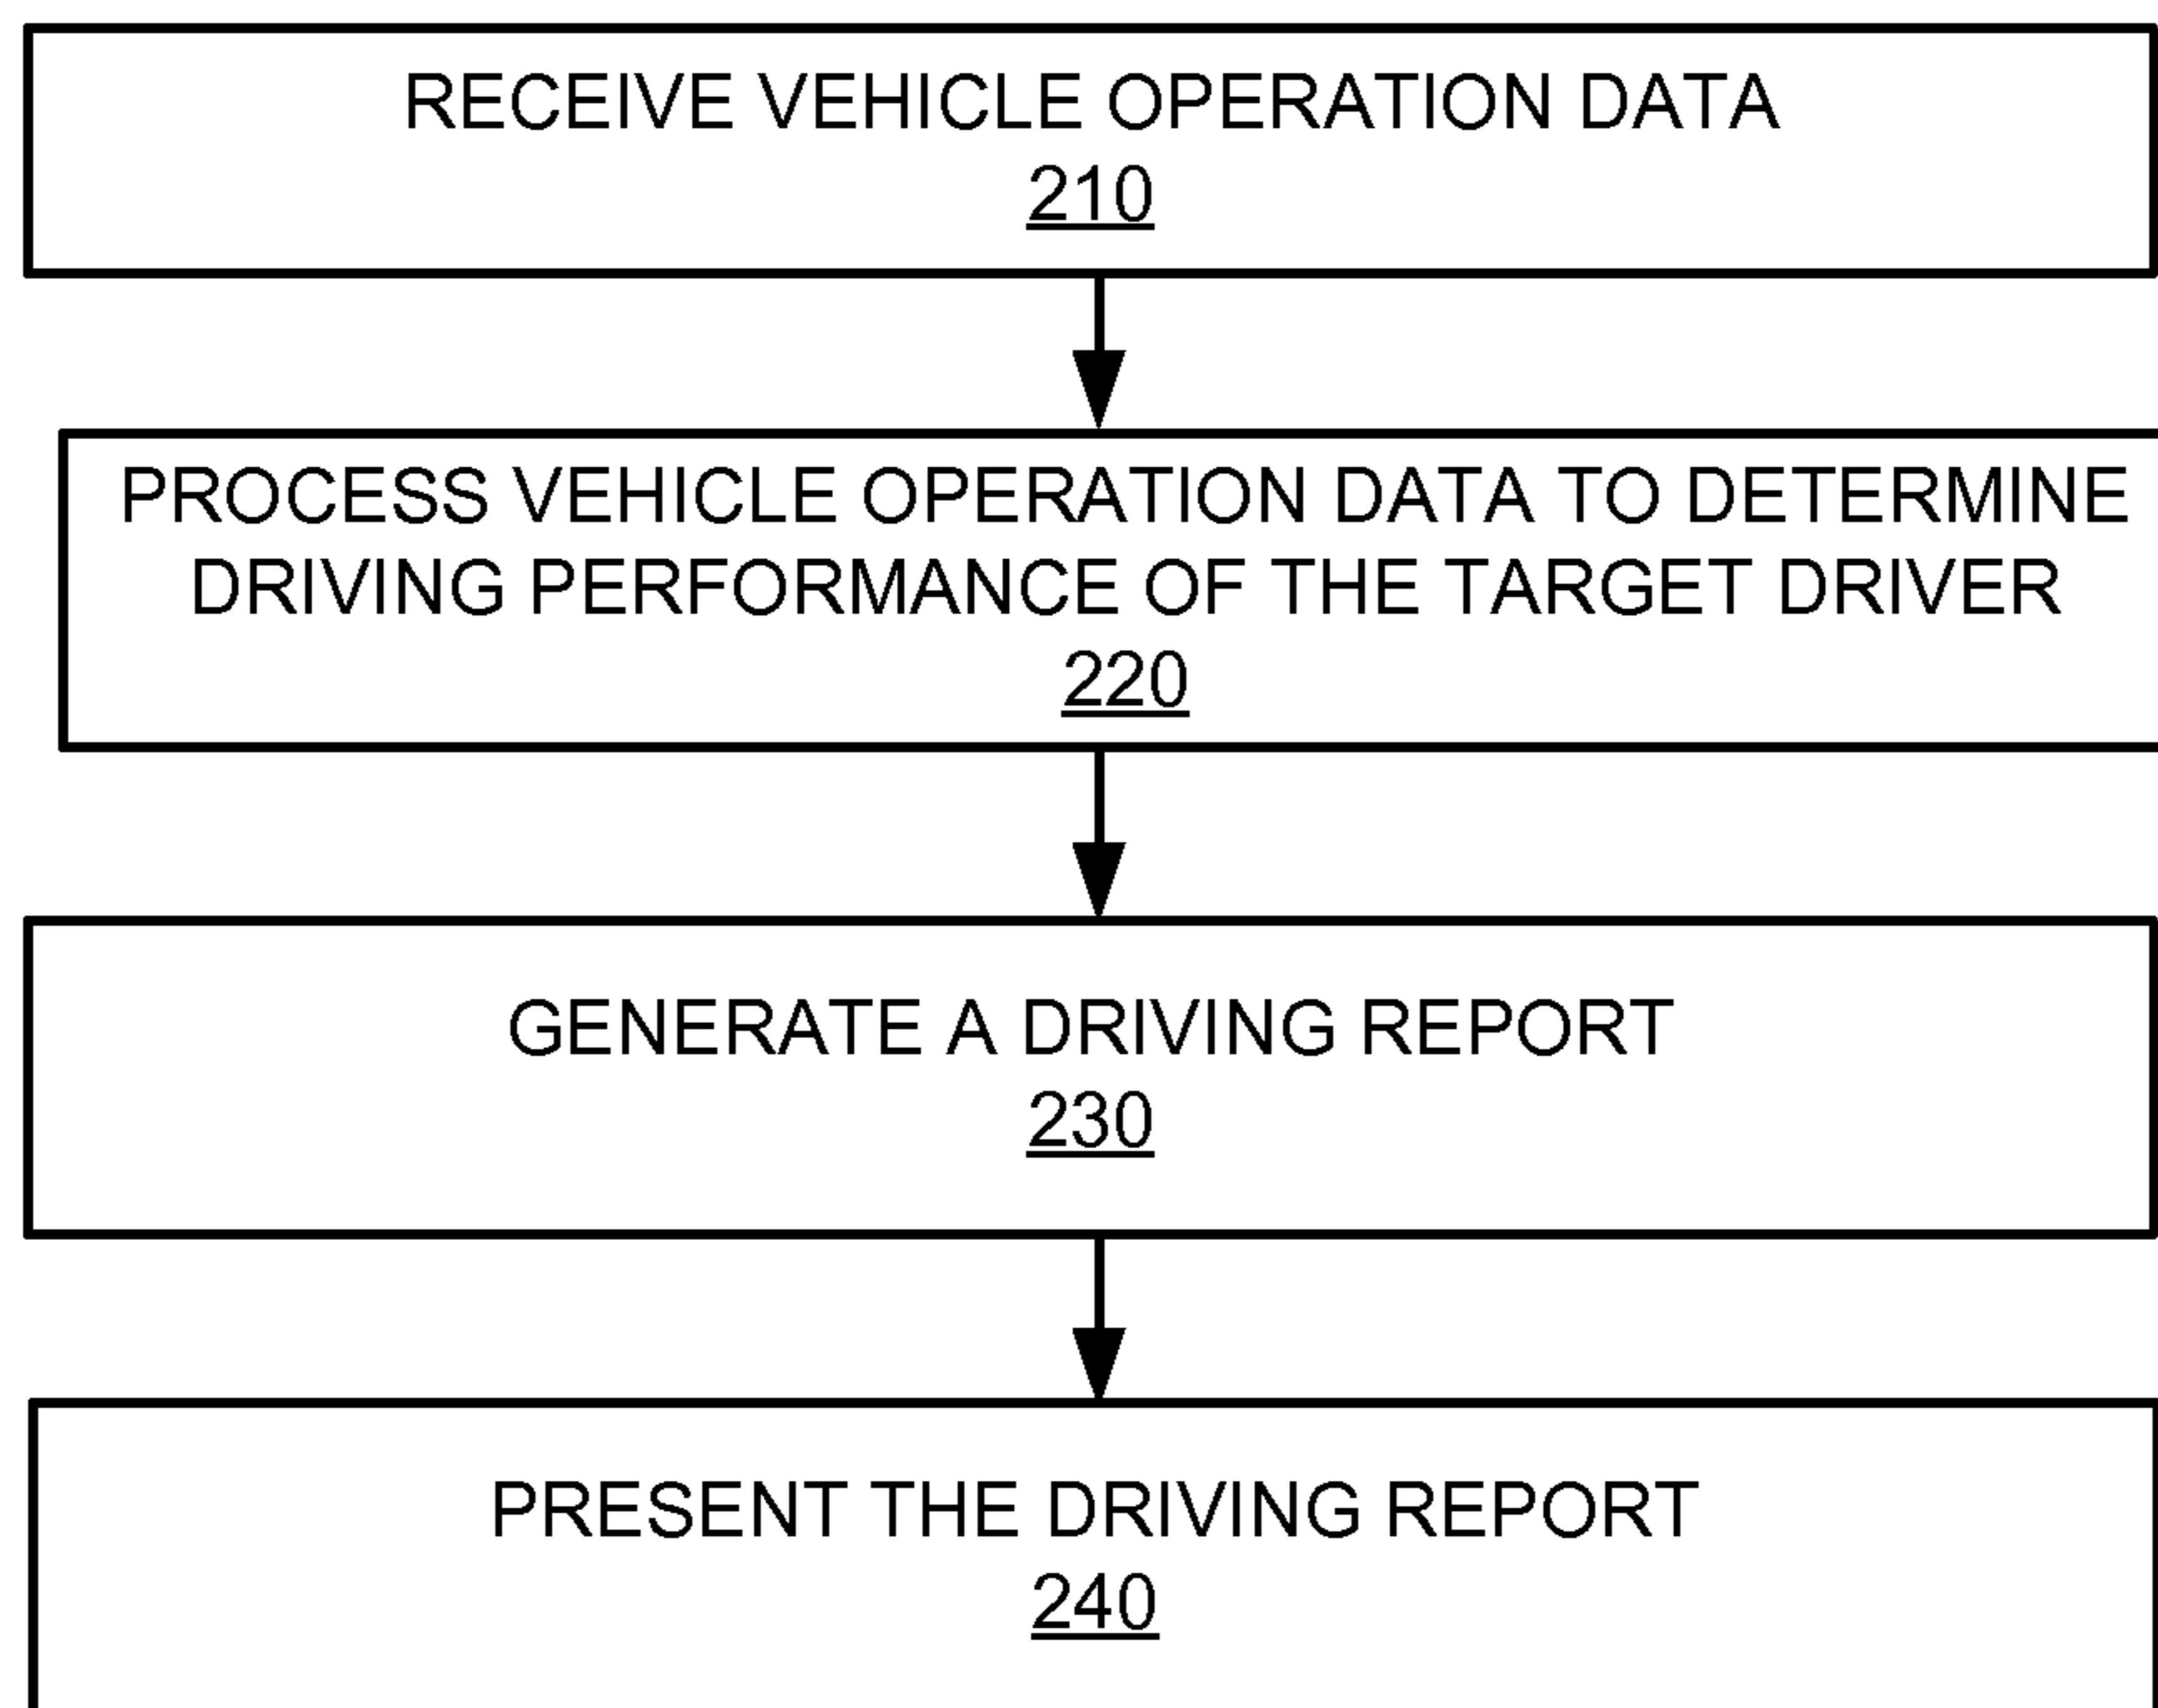 RECEIVE VEHICLE OPERATION DATA
210
PROCESS VEHICLE OPERATION DATA TO DETERMINE
DRIVING PERFORMANCE OF THE TARGET DRIVER
220
GENERATE A DRIVING REPORT
230
PRESENT THE DRIVING REPORT
240